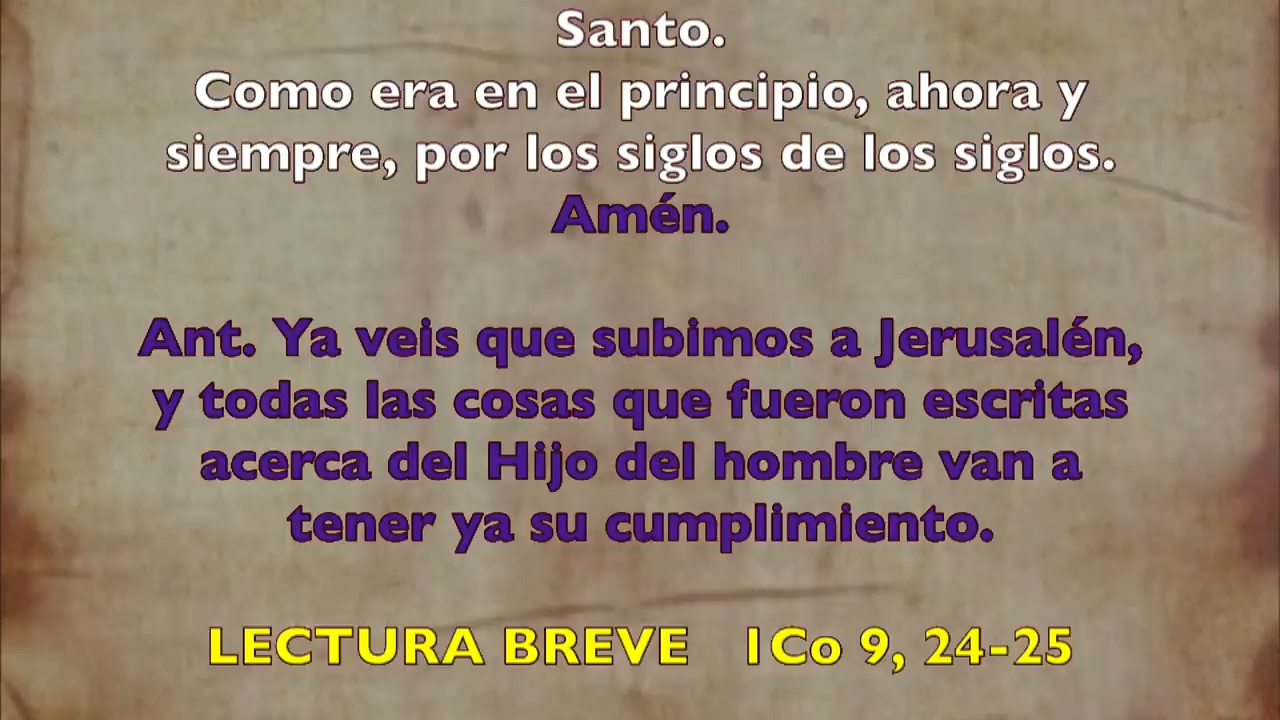 Santo.
Como era en el principio, ahora y
siempre, por los siglos de los siglos.
Amén.
Ant. Ya veis que subimos a Jerusalén,
y todas las cosas que fueron escritas
acerca del Hijo del hombre van a
tener ya su cumplimiento.
LECTURA BREVE 1Co 9, 24-25